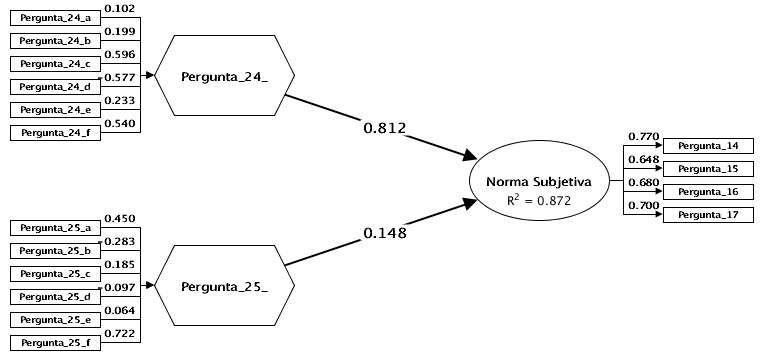 Pergunta_24_a 0.102
Pergunta_24_b 0.199
Pergunta_24_c 0.596
Pergunta_24_d -0.577
Pergunta_24_e 0.233
Pergunta_24_f 0.540
Pergunta_24_
0.812
Pergunta_25_a 0.450
Pergunta_25_b -0.283
Pergunta_25_c 0.185
Pergunta_25_d -0.097
Pergunta_25_e 0.064
Pergunta_25_f 0.722
Pergunta_25_
0.148
Norma Subjetiva
R² = 0.872
0.770 Pergunta_14
0.648 Pergunta_15
0.680 Pergunta_16
0.700 Pergunta_17